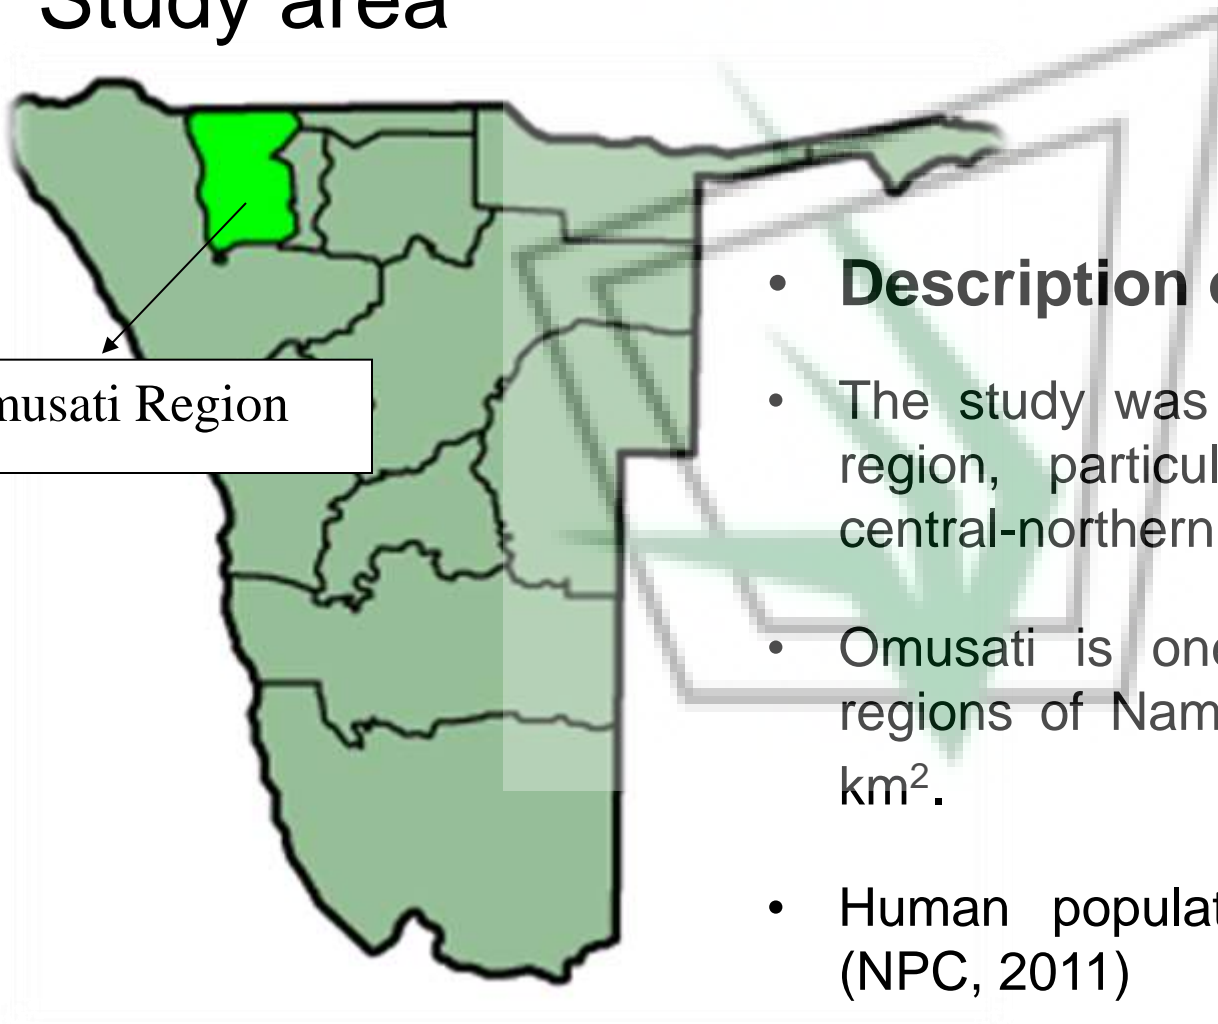 Study area
musati Region
• Description
• The study was
region, particul
central-northern
• Omusati is one
regions of Nam
km².
• Human populat
(NPC, 2011)